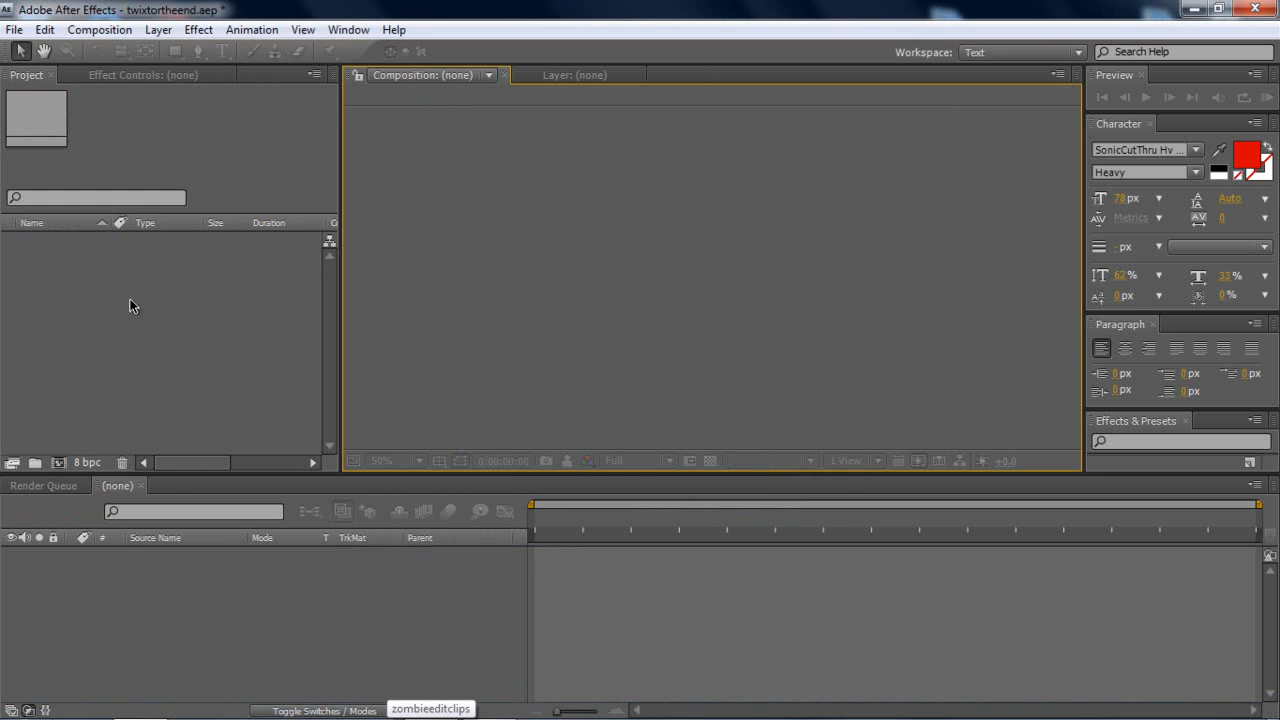 Adobe After Effects - twixtortheend.aep *
File Edit Composition Layer Effect Animation View Window Help
Workspace: Text Search Help
Project Effect Controls: (none) Composition: (none) Layer: (none) Preview
Character
SonicCutThru Hv ...
Heavy
78 px Auto
Metrics 0
- px
62 % 33 %
0 px 0 %
Name Type Size Duration C
Paragraph
0 px 0 px 0 px
0 px 0 px
Effects & Presets
8 bpc 50% 0:00:00:00 Full 1 View +0.0
Render Queue (none)
# Source Name Mode T TrkMat Parent
Toggle Switches / Modes zombieeditclips